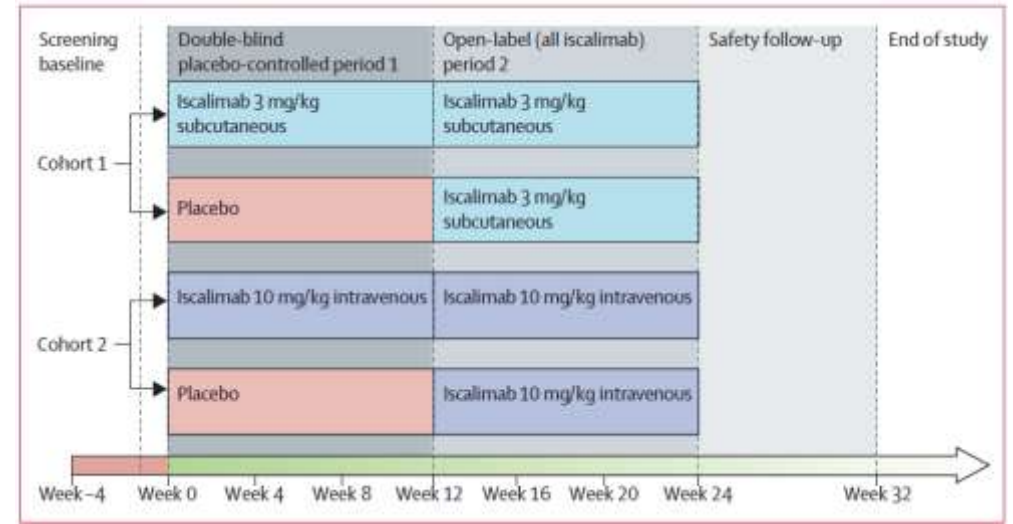 Screening
baseline
Double-blind
placebo-controlled period 1
Open-label (all iscalimab)
period 2
Safety follow-up
End of study
Cohort 1
Iscalimab 3 mg/kg
subcutaneous
Iscalimab 3 mg/kg
subcutaneous
Placebo
Iscalimab 3 mg/kg
subcutaneous
Cohort 2
Iscalimab 10 mg/kg intravenous
Iscalimab 10 mg/kg intravenous
Placebo
Iscalimab 10 mg/kg intravenous
Week –4
Week 0
Week 4
Week 8
Week 12
Week 16
Week 20
Week 24
Week 32